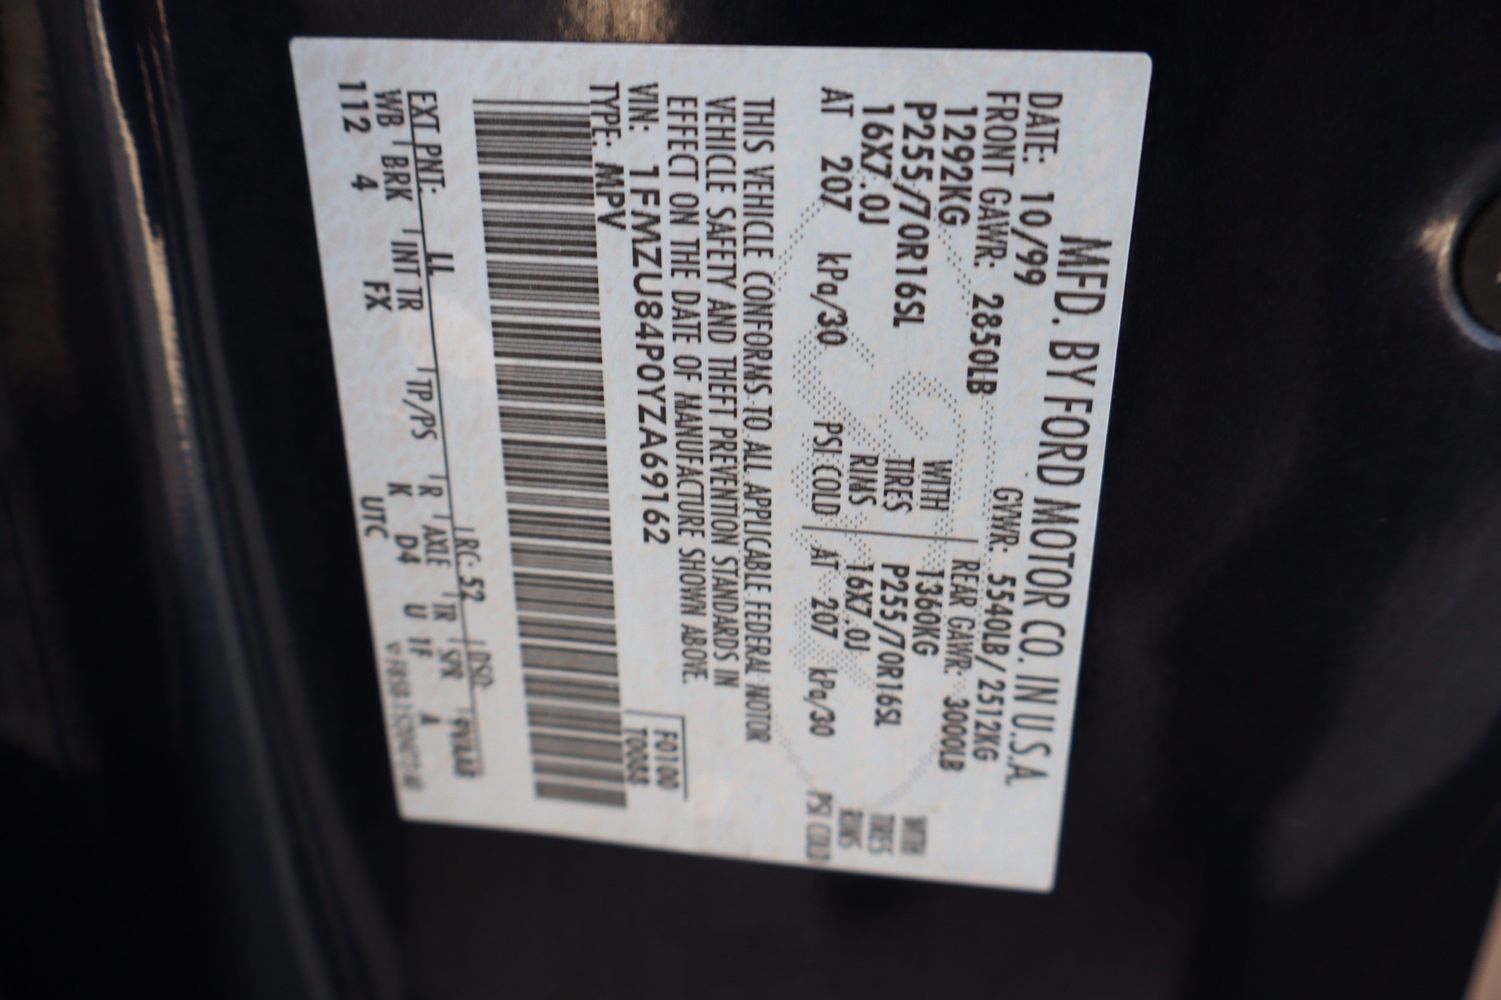 MFD. BY FORD MOTOR CO. IN U.S.A.
DATE: 10/99 GVWR: 5540LB/2512KG
FRONT GAWR: 2850LB REAR GAWR: 3000LB
1292KG WITH 1360KG WITH
P255/70R16SL TIRES P255/70R16SL TIRES
16X7.0J RIMS 16X7.0J RIMS
AT 207 kPa/30 PSI COLD AT 207 kPa/30 PSI COLD
THIS VEHICLE CONFORMS TO ALL APPLICABLE FEDERAL MOTOR
VEHICLE SAFETY AND THEFT PREVENTION STANDARDS IN
EFFECT ON THE DATE OF MANUFACTURE SHOWN ABOVE.
VIN: 1FMZU84P0YZA69162 F0100
TYPE: MPV T0088
EXT PNT: LL RC: 52 DSO:
WB BRK INT TR TP/PS R AXLE TR SPR
112 4 FX K D4 U 1F A
UTC